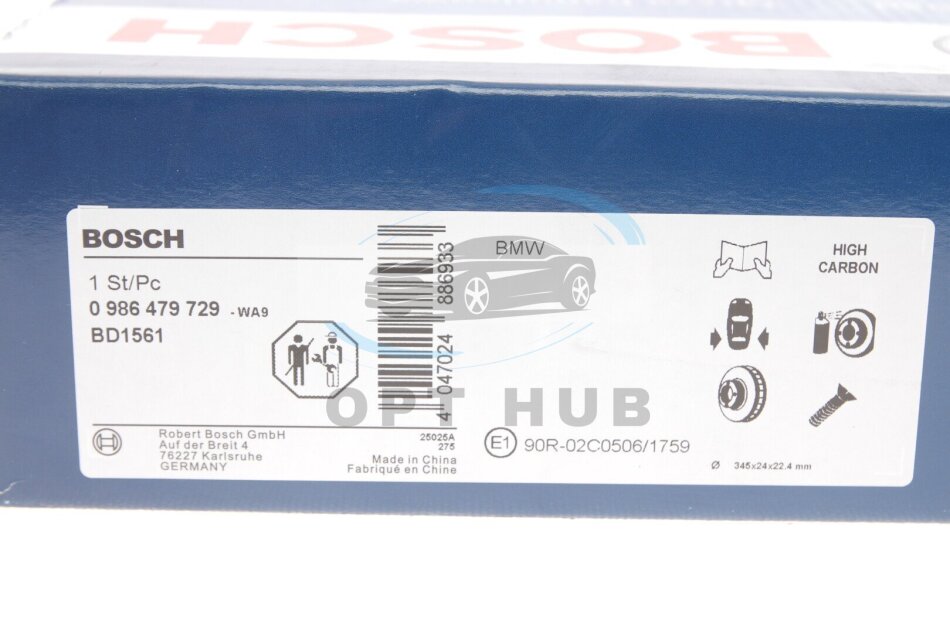 BOSCH
BOSCH
1 St/Pc
0 986 479 729 - WA9
BD1561
4 047024 886933
BMW
HIGH
CARBON
OPT HUB
Robert Bosch GmbH
Auf der Breit 4
76227 Karlsruhe
GERMANY
25025A
275
Made in China
Fabriqué en Chine
E1 90R-02C0506/1759
Ø 345x24x22.4 mm